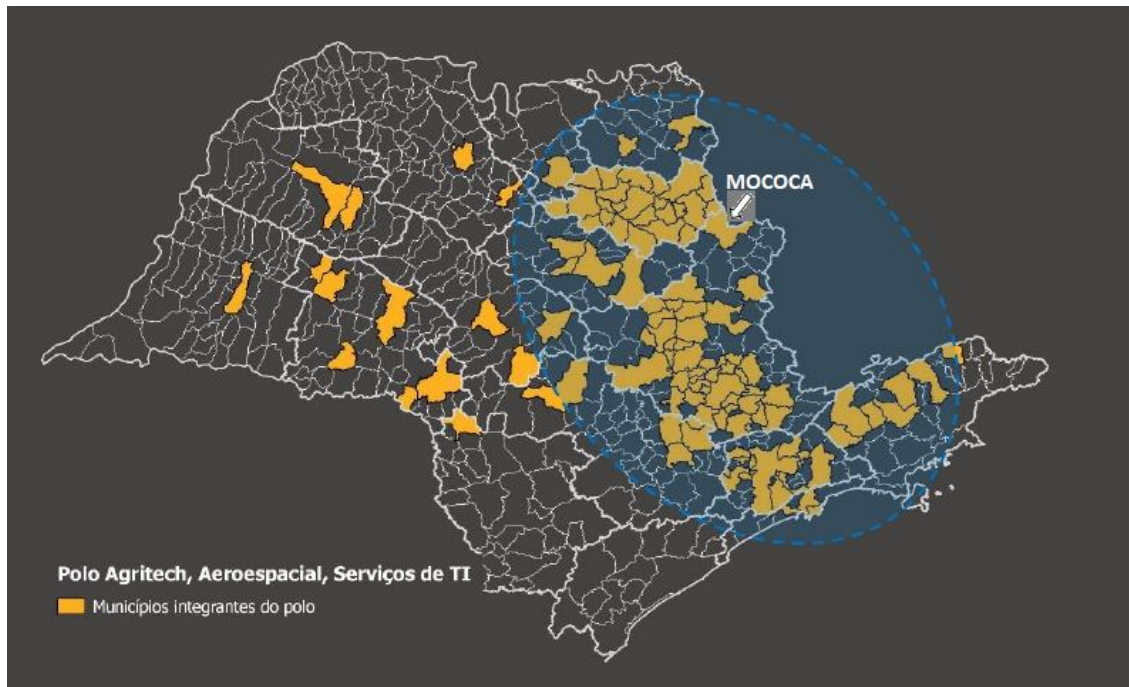 MOCOCA
Polo Agritech, Aeroespacial, Serviços de TI
Municípios integrantes do polo